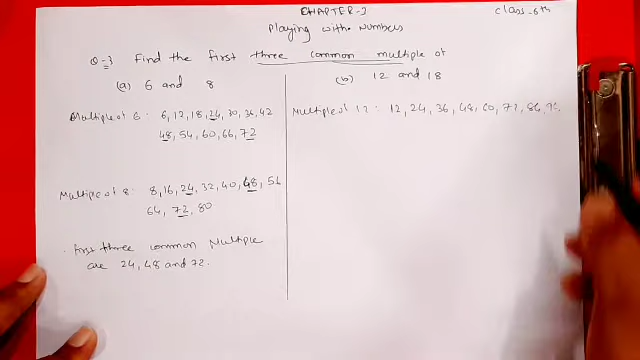 CHAPTER-3
Class-6th
Playing with Numbers
Q-3 Find the first three common multiple of
(a) 6 and 8
Multiple of 6: 6, 12, 18, 24, 30, 36, 42
48, 54, 60, 66, 72
Multiple of 8: 8, 16, 24, 32, 40, 48, 54
64, 72, 80
First three common Multiple
are 24, 48 and 72.
(b) 12 and 18
Multiple of 12: 12, 24, 36, 48, 60, 72, 84,